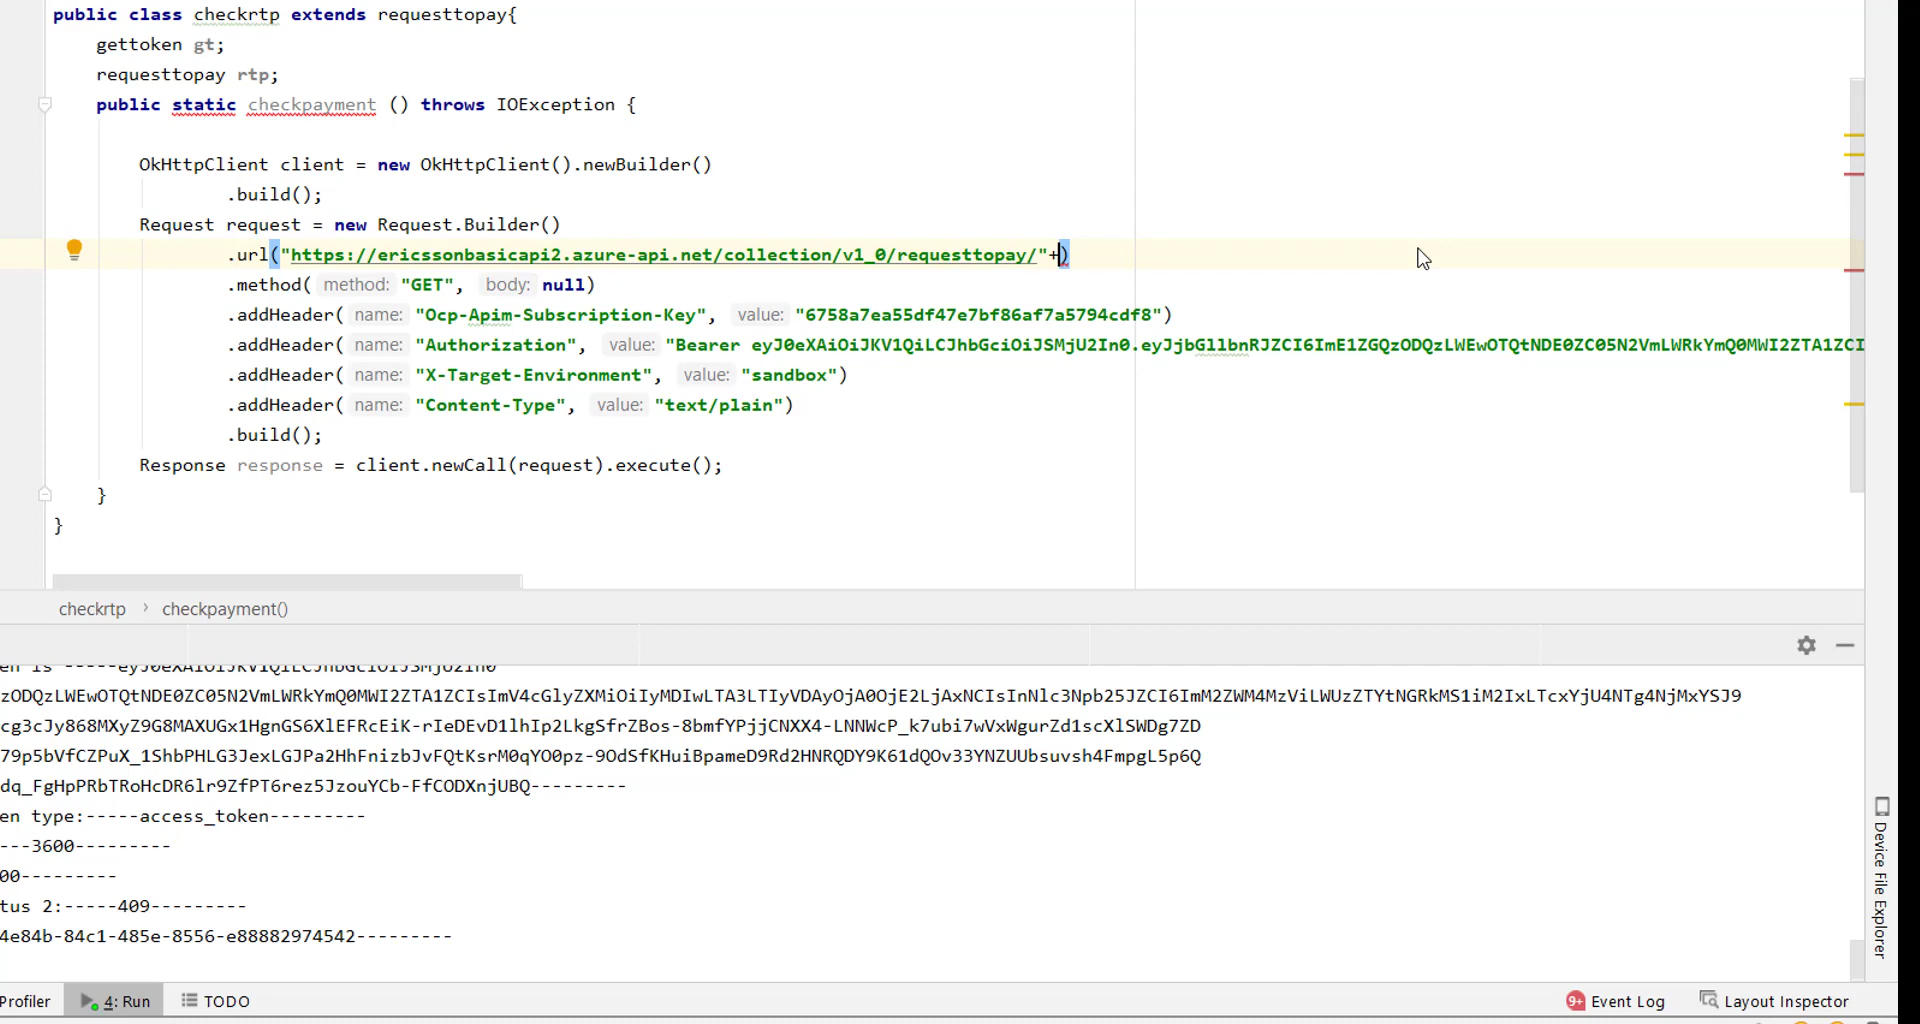 public class checkrtp extends requesttopay{
gettoken gt;
requesttopay rtp;
public static checkpayment () throws IOException {
OkHttpClient client = new OkHttpClient().newBuilder()
.build();
Request request = new Request.Builder()
.url("https://ericssonbasicapi2.azure-api.net/collection/v1_0/requesttopay/"+)
.method( method: "GET", body: null)
.addHeader( name: "Ocp-Apim-Subscription-Key", value: "6758a7ea55df47e7bf86af7a5794cdf8")
.addHeader( name: "Authorization", value: "Bearer eyJ0eXAiOiJKV1QiLCJhbGciOiJSMjU2In0.eyJjbGllbnRJZCI6ImE1ZGQzODQzLWEwOTQtNDE0ZC05N2VmLWRkYmQ0MWI2ZTA1ZCI
.addHeader( name: "X-Target-Environment", value: "sandbox")
.addHeader( name: "Content-Type", value: "text/plain")
.build();
Response response = client.newCall(request).execute();
}
}
checkrtp › checkpayment()
en is -----eyJ0eXAiOiJKV1QiLCJhbGciOiJSMjU2In0
zODQzLWEwOTQtNDE0ZC05N2VmLWRkYmQ0MWI2ZTA1ZCIsImV4cGlyZXMiOiIyMDIwLTA3LTIyVDAyOjA0OjE2LjAxNCIsInNlc3Npb25JZCI6ImM2ZWM4MzViLWUzZTYtNGRkMS1iM2IxLTcxYjU4NTg4NjMxYSJ9
cg3cJy868MXyZ9G8MAXUGx1HgnGS6XlEFRcEiK-rIeDEvD1lhIp2LkgSfrZBos-8bmfYPjjCNXX4-LNNWcP_k7ubi7wVxWgurZd1scXlSWDg7ZD
79p5bVfCZPuX_1ShbPHLG3JexLGJPa2HhFnizbJvFQtKsrM0qYO0pz-9OdSfKHuiBpameD9Rd2HNRQDY9K61dQOv33YNZUUbsuvsh4FmpgL5p6Q
dq_FgHpPRbTRoHcDR6lr9ZfPT6rez5JzouYCb-FfCODXnjUBQ---------
en type:-----access_token---------
---3600---------
00---------
tus 2:-----409---------
4e84b-84c1-485e-8556-e88882974542---------
Device File Explorer
Profiler 4: Run TODO 9+ Event Log Layout Inspector